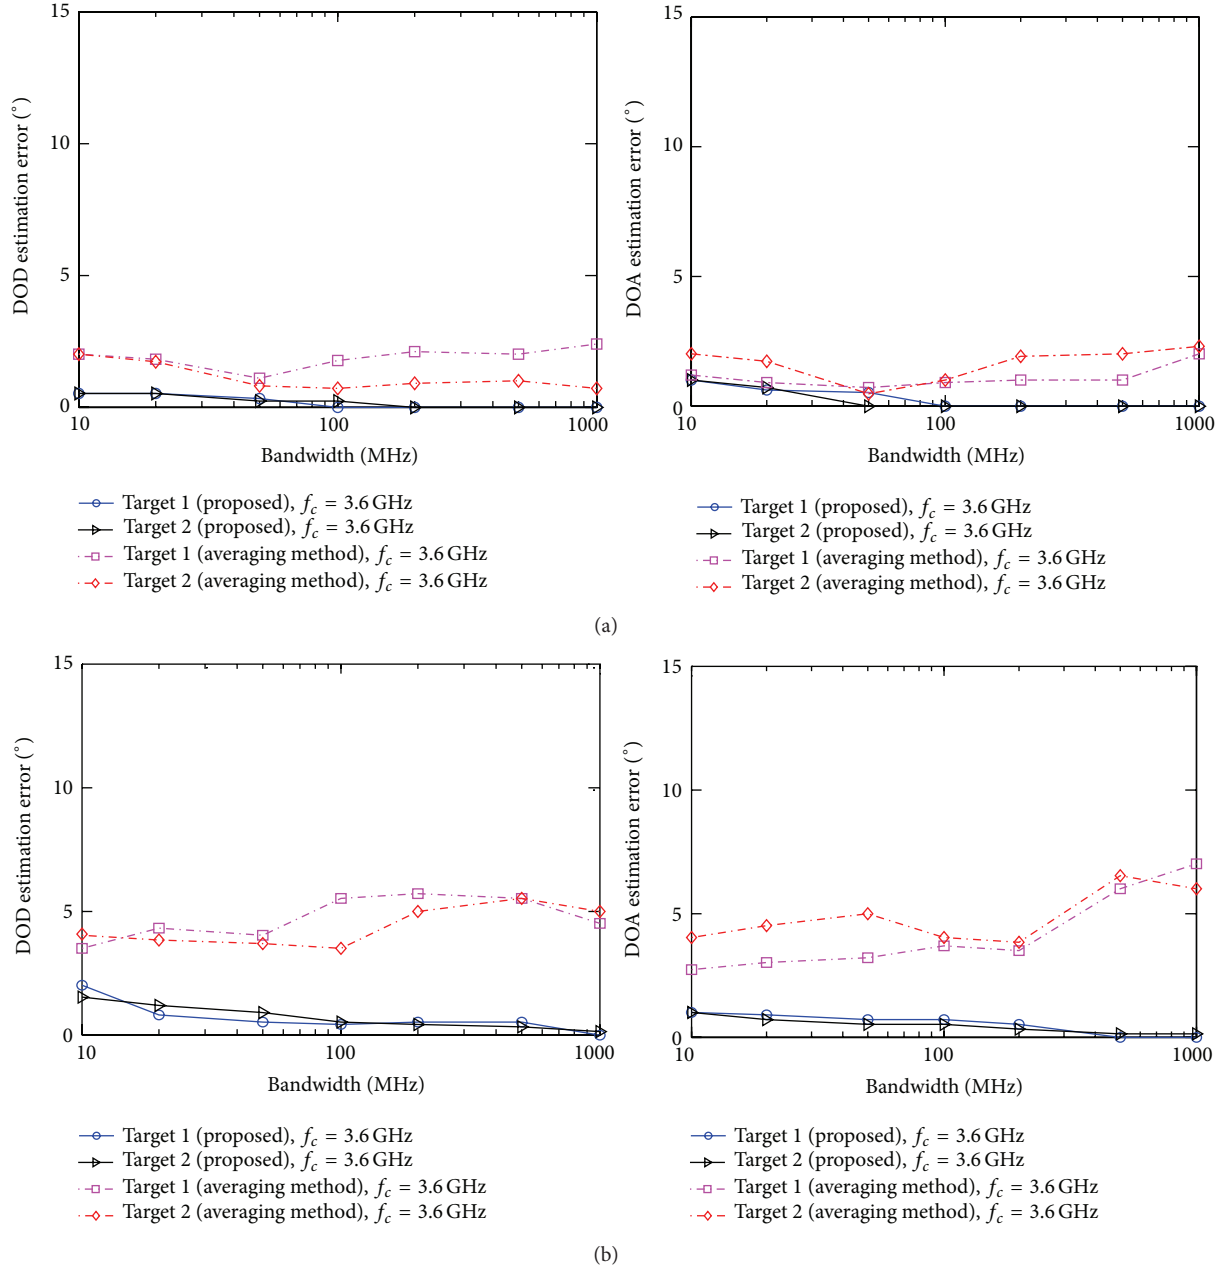 15
10
5
0
DOD estimation error (°)
10
100
1000
Bandwidth (MHz)
Target 1 (proposed), f_c = 3.6 GHz
Target 2 (proposed), f_c = 3.6 GHz
Target 1 (averaging method), f_c = 3.6 GHz
Target 2 (averaging method), f_c = 3.6 GHz
15
10
5
0
DOA estimation error (°)
10
100
1000
Bandwidth (MHz)
Target 1 (proposed), f_c = 3.6 GHz
Target 2 (proposed), f_c = 3.6 GHz
Target 1 (averaging method), f_c = 3.6 GHz
Target 2 (averaging method), f_c = 3.6 GHz
(a)
15
10
5
0
DOD estimation error (°)
10
100
1000
Bandwidth (MHz)
Target 1 (proposed), f_c = 3.6 GHz
Target 2 (proposed), f_c = 3.6 GHz
Target 1 (averaging method), f_c = 3.6 GHz
Target 2 (averaging method), f_c = 3.6 GHz
15
10
5
0
DOA estimation error (°)
10
100
1000
Bandwidth (MHz)
Target 1 (proposed), f_c = 3.6 GHz
Target 2 (proposed), f_c = 3.6 GHz
Target 1 (averaging method), f_c = 3.6 GHz
Target 2 (averaging method), f_c = 3.6 GHz
(b)